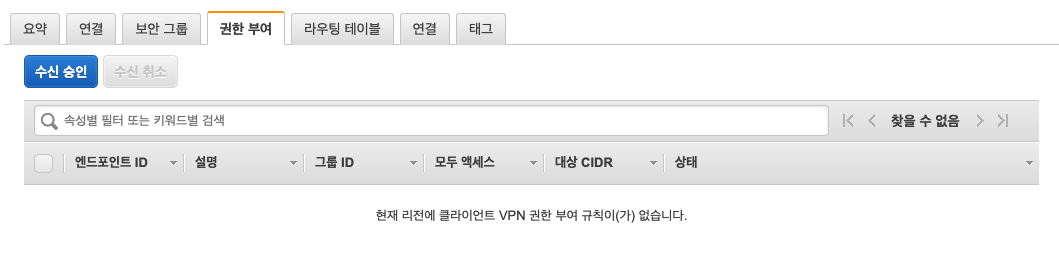 요약 연결 보안 그룹 권한 부여 라우팅 테이블 연결 태그
수신 승인 수신 취소
속성별 필터 또는 키워드별 검색 찾을 수 없음
엔드포인트 ID 설명 그룹 ID 모두 액세스 대상 CIDR 상태
현재 리전에 클라이언트 VPN 권한 부여 규칙이(가) 없습니다.